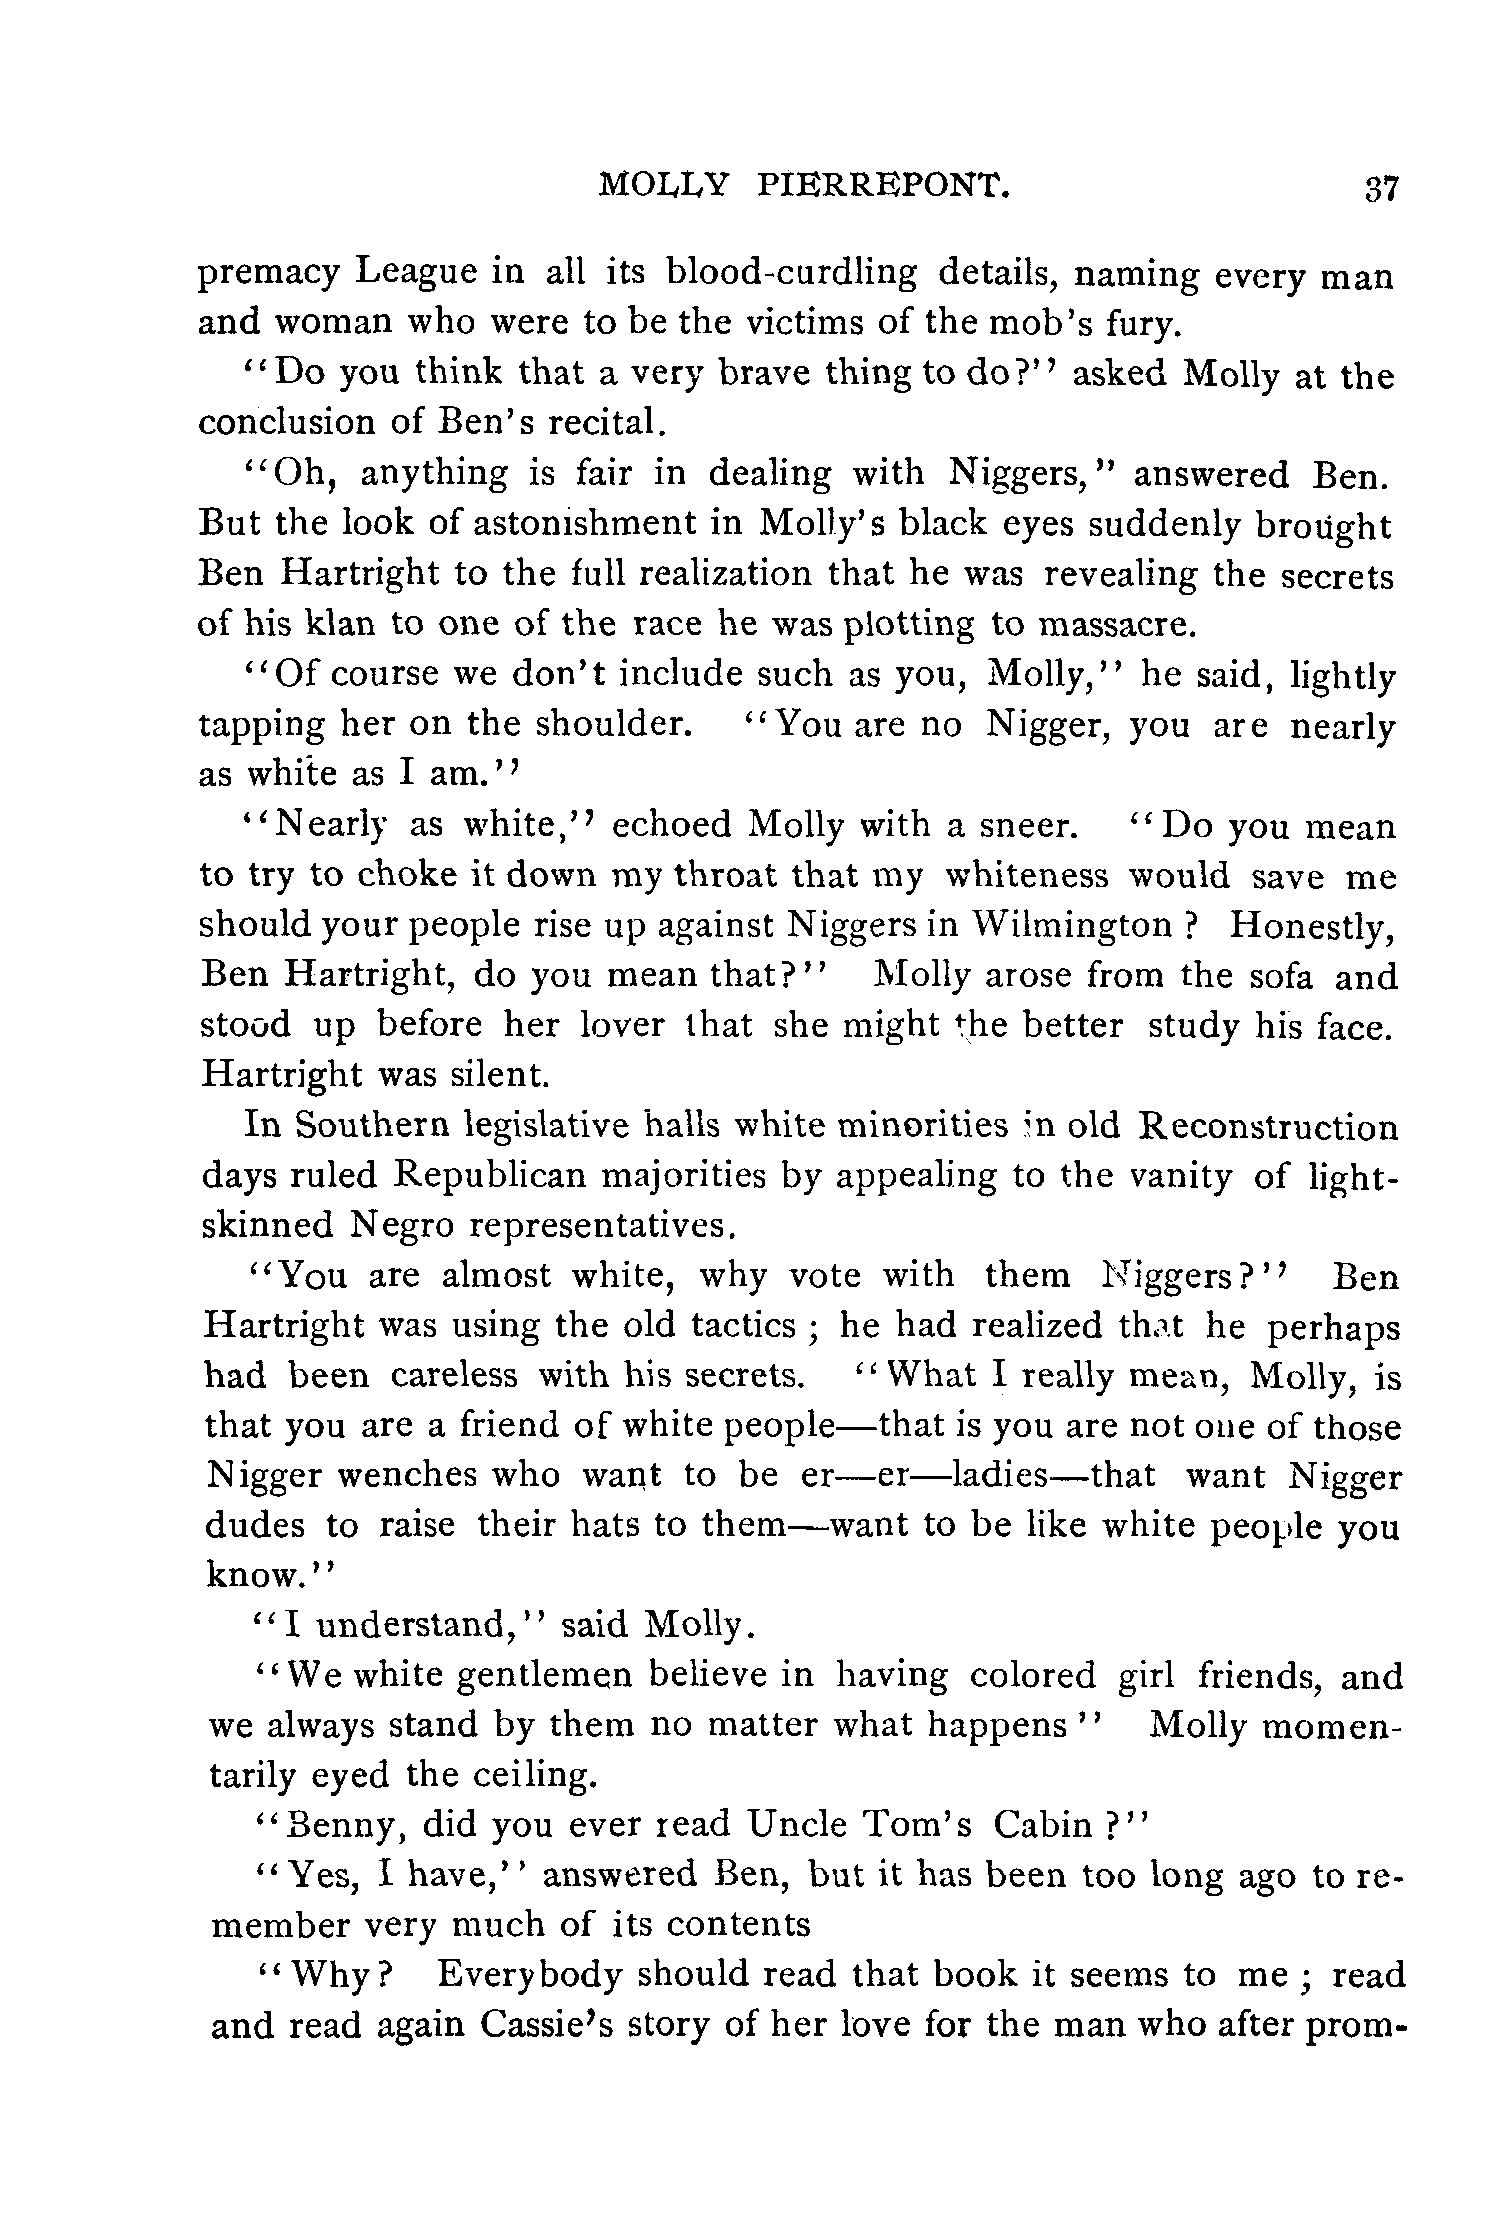 MOLLY PIERREPONT. 37
premacy League in all its blood-curdling details, naming every man
and woman who were to be the victims of the mob's fury.
"Do you think that a very brave thing to do?" asked Molly at the
conclusion of Ben's recital.
"Oh, anything is fair in dealing with Niggers," answered Ben.
But the look of astonishment in Molly's black eyes suddenly brought
Ben Hartright to the full realization that he was revealing the secrets
of his klan to one of the race he was plotting to massacre.
"Of course we don't include such as you, Molly," he said, lightly
tapping her on the shoulder. "You are no Nigger, you are nearly
as white as I am."
"Nearly as white," echoed Molly with a sneer. "Do you mean
to try to choke it down my throat that my whiteness would save me
should your people rise up against Niggers in Wilmington ? Honestly,
Ben Hartright, do you mean that?" Molly arose from the sofa and
stood up before her lover that she might the better study his face.
Hartright was silent.
In Southern legislative halls white minorities in old Reconstruction
days ruled Republican majorities by appealing to the vanity of light-
skinned Negro representatives.
"You are almost white, why vote with them Niggers?" Ben
Hartright was using the old tactics ; he had realized that he perhaps
had been careless with his secrets. "What I really mean, Molly, is
that you are a friend of white people—that is you are not one of those
Nigger wenches who want to be er—er—ladies—that want Nigger
dudes to raise their hats to them—want to be like white people you
know."
"I understand," said Molly.
"We white gentlemen believe in having colored girl friends, and
we always stand by them no matter what happens " Molly momen-
tarily eyed the ceiling.
"Benny, did you ever read Uncle Tom's Cabin ?"
"Yes, I have," answered Ben, but it has been too long ago to re-
member very much of its contents
"Why? Everybody should read that book it seems to me ; read
and read again Cassie's story of her love for the man who after prom-